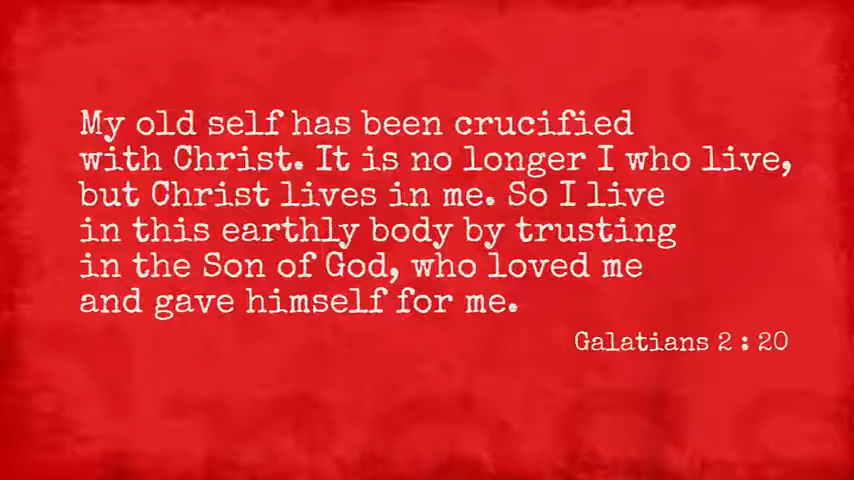 My old self has been crucified
with Christ. It is no longer I who live,
but Christ lives in me. So I live
in this earthly body by trusting
in the Son of God, who loved me
and gave himself for me.
Galatians 2 : 20